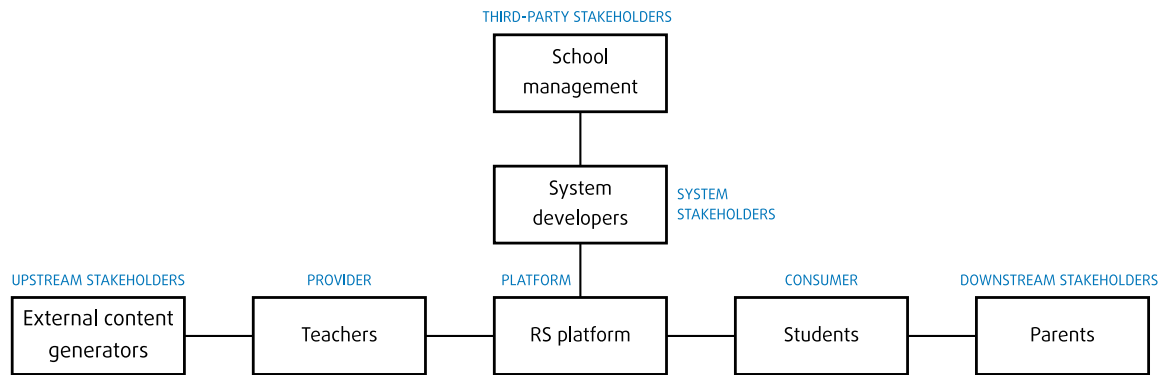 THIRD-PARTY STAKEHOLDERS
School
management
System
developers
SYSTEM
STAKEHOLDERS
UPSTREAM STAKEHOLDERS
External content
generators
PROVIDER
Teachers
PLATFORM
RS platform
CONSUMER
Students
DOWNSTREAM STAKEHOLDERS
Parents